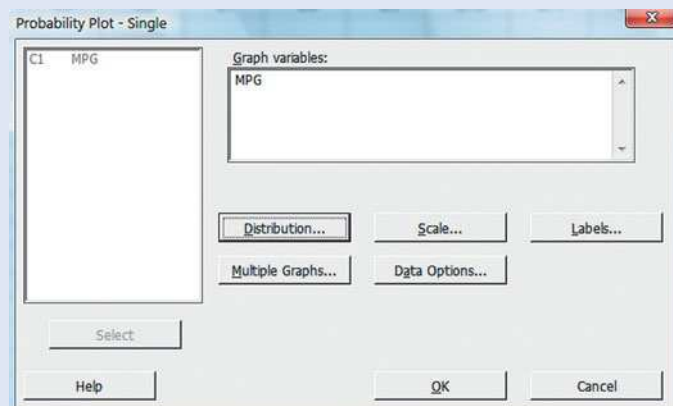 Probability Plot - Single
C1 MPG
Graph variables:
MPG
Distribution... Scale... Labels...
Multiple Graphs... Data Options...
Select
Help OK Cancel